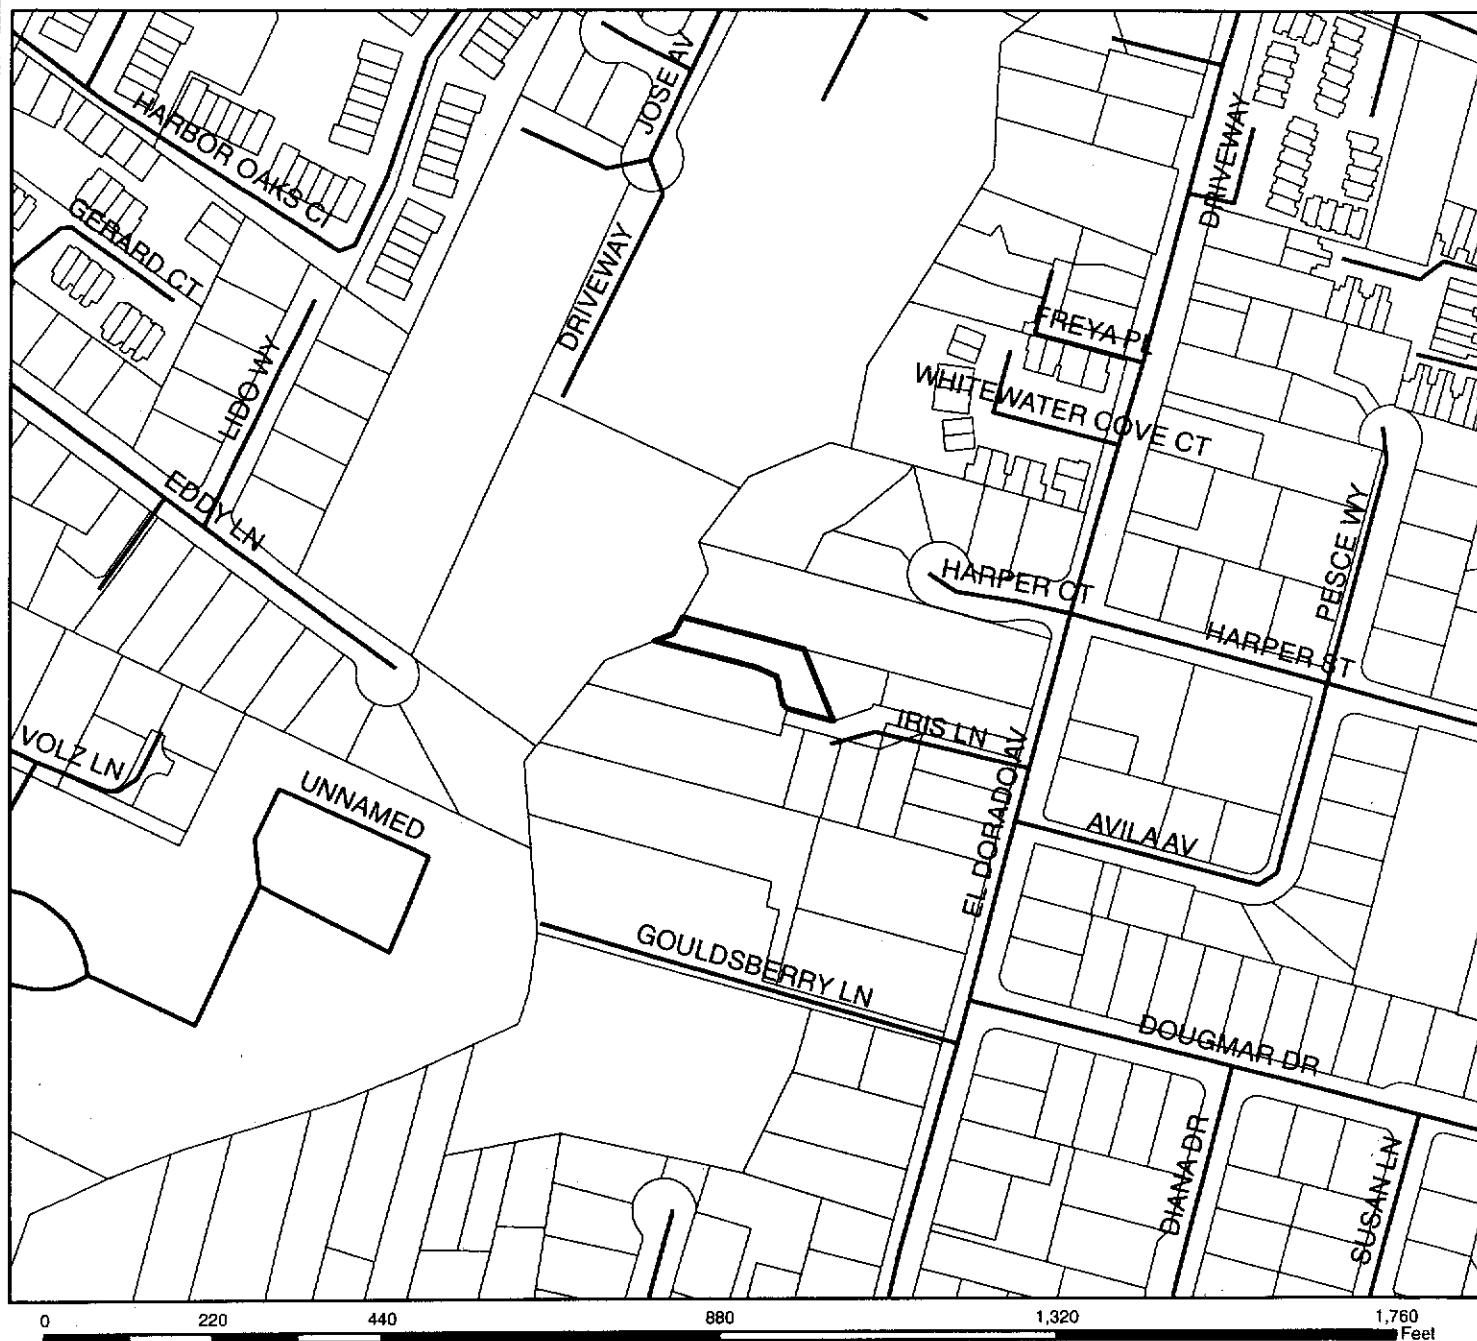 JOSE AV
HARBOR OAKS CI
DRIVEWAY
GERARD CT
DRIVEWAY
LIDO WY
FREYA PL
WHITEWATER COVE CT
EDDY LN
PESCE WY
HARPER CT
HARPER ST
IRIS LN
VOLZ LN
UNNAMED
EL DORADO AV
AVILA AV
GOULDSBERRY LN
DOUGMAR DR
DIANA DR
SUSAN LN
0 220 440 880 1,320 1,760
Feet